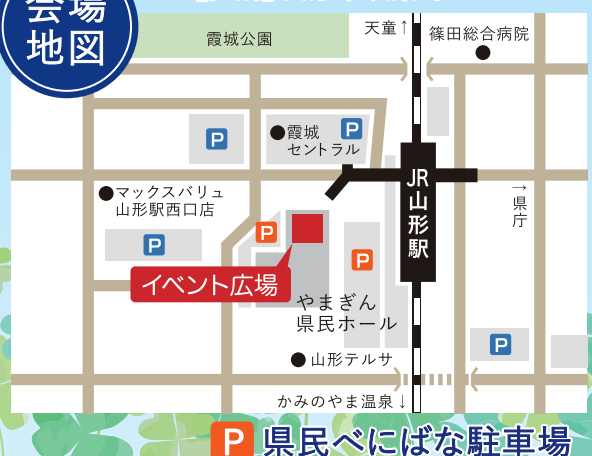 会場
地図
霞城公園
天童↑
篠田総合病院
P
●霞城
セントラル
P
JR山形駅
→県庁
●マックスバリュ
山形駅西口店
P
P
P
イベント広場
やまぎん
県民ホール
P
●山形テルサ
かみのやま温泉↓
P 県民べにばな駐車場